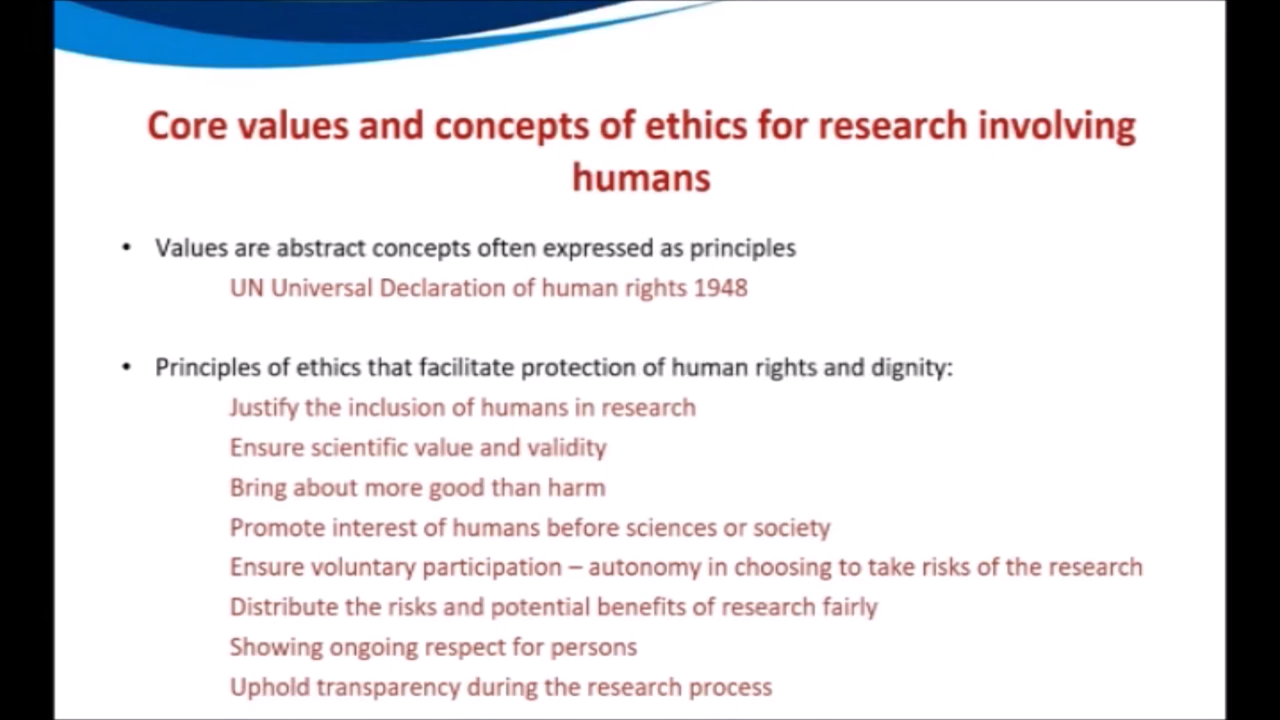 Core values and concepts of ethics for research involving
humans
• Values are abstract concepts often expressed as principles
UN Universal Declaration of human rights 1948
• Principles of ethics that facilitate protection of human rights and dignity:
Justify the inclusion of humans in research
Ensure scientific value and validity
Bring about more good than harm
Promote interest of humans before sciences or society
Ensure voluntary participation – autonomy in choosing to take risks of the research
Distribute the risks and potential benefits of research fairly
Showing ongoing respect for persons
Uphold transparency during the research process